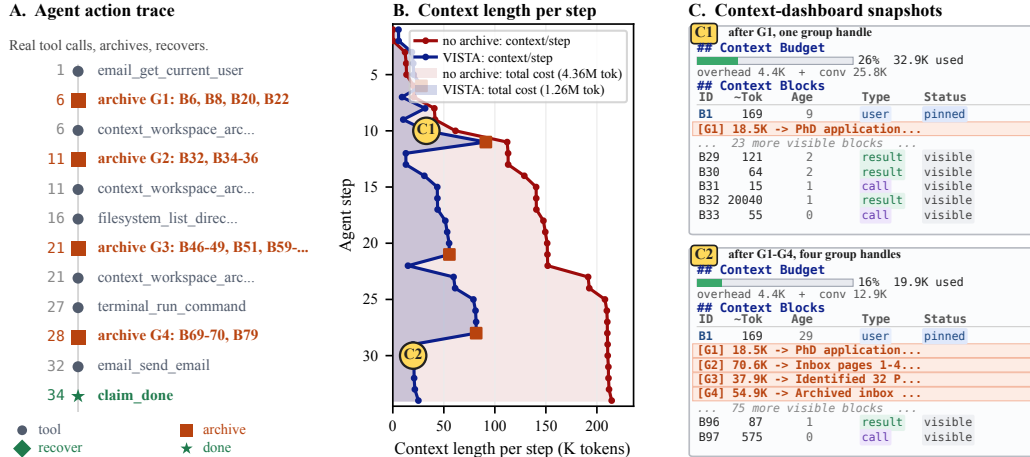 A. Agent action trace
Real tool calls, archives, recovers.
1 email_get_current_user
6 archive G1: B6, B8, B20, B22
6 context_workspace_arc...
11 archive G2: B32, B34-36
11 context_workspace_arc...
16 filesystem_list_direc...
21 archive G3: B46-49, B51, B59-...
21 context_workspace_arc...
27 terminal_run_command
28 archive G4: B69-70, B79
32 email_send_email
34 claim_done
tool
archive
recover
done
B. Context length per step
no archive: context/step
VISTA: context/step
no archive: total cost (4.36M tok)
VISTA: total cost (1.26M tok)
Agent step
5
10
15
20
25
30
C1
C2
0 50 100 150 200
Context length per step (K tokens)
C. Context-dashboard snapshots
C1 after G1, one group handle
## Context Budget
26% 32.9K used
overhead 4.4K + conv 25.8K
## Context Blocks
ID ~Tok Age Type Status
B1 169 9 user pinned
[G1] 18.5K -> PhD application...
... 23 more visible blocks ...
B29 121 2 result visible
B30 64 2 result visible
B31 15 1 call visible
B32 20040 1 result visible
B33 55 0 call visible
C2 after G1-G4, four group handles
## Context Budget
16% 19.9K used
overhead 4.4K + conv 12.9K
## Context Blocks
ID ~Tok Age Type Status
B1 169 29 user pinned
[G1] 18.5K -> PhD application...
[G2] 70.6K -> Inbox pages 1-4...
[G3] 37.9K -> Identified 32 P...
[G4] 54.9K -> Archived inbox ...
... 75 more visible blocks ...
B96 87 1 result visible
B97 575 0 call visible